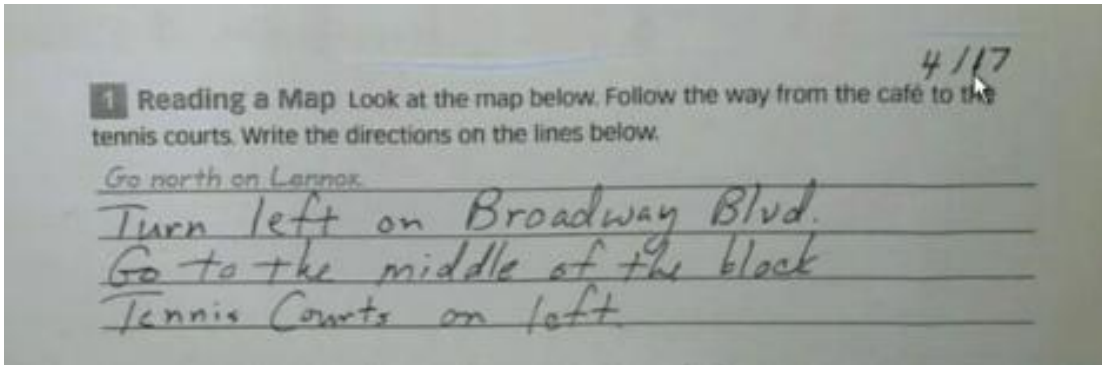 4/17
1 Reading a Map Look at the map below. Follow the way from the café to the
tennis courts. Write the directions on the lines below.
Go north on Lennox.
Turn left on Broadway Blvd.
Go to the middle of the block
Tennis Courts on left.